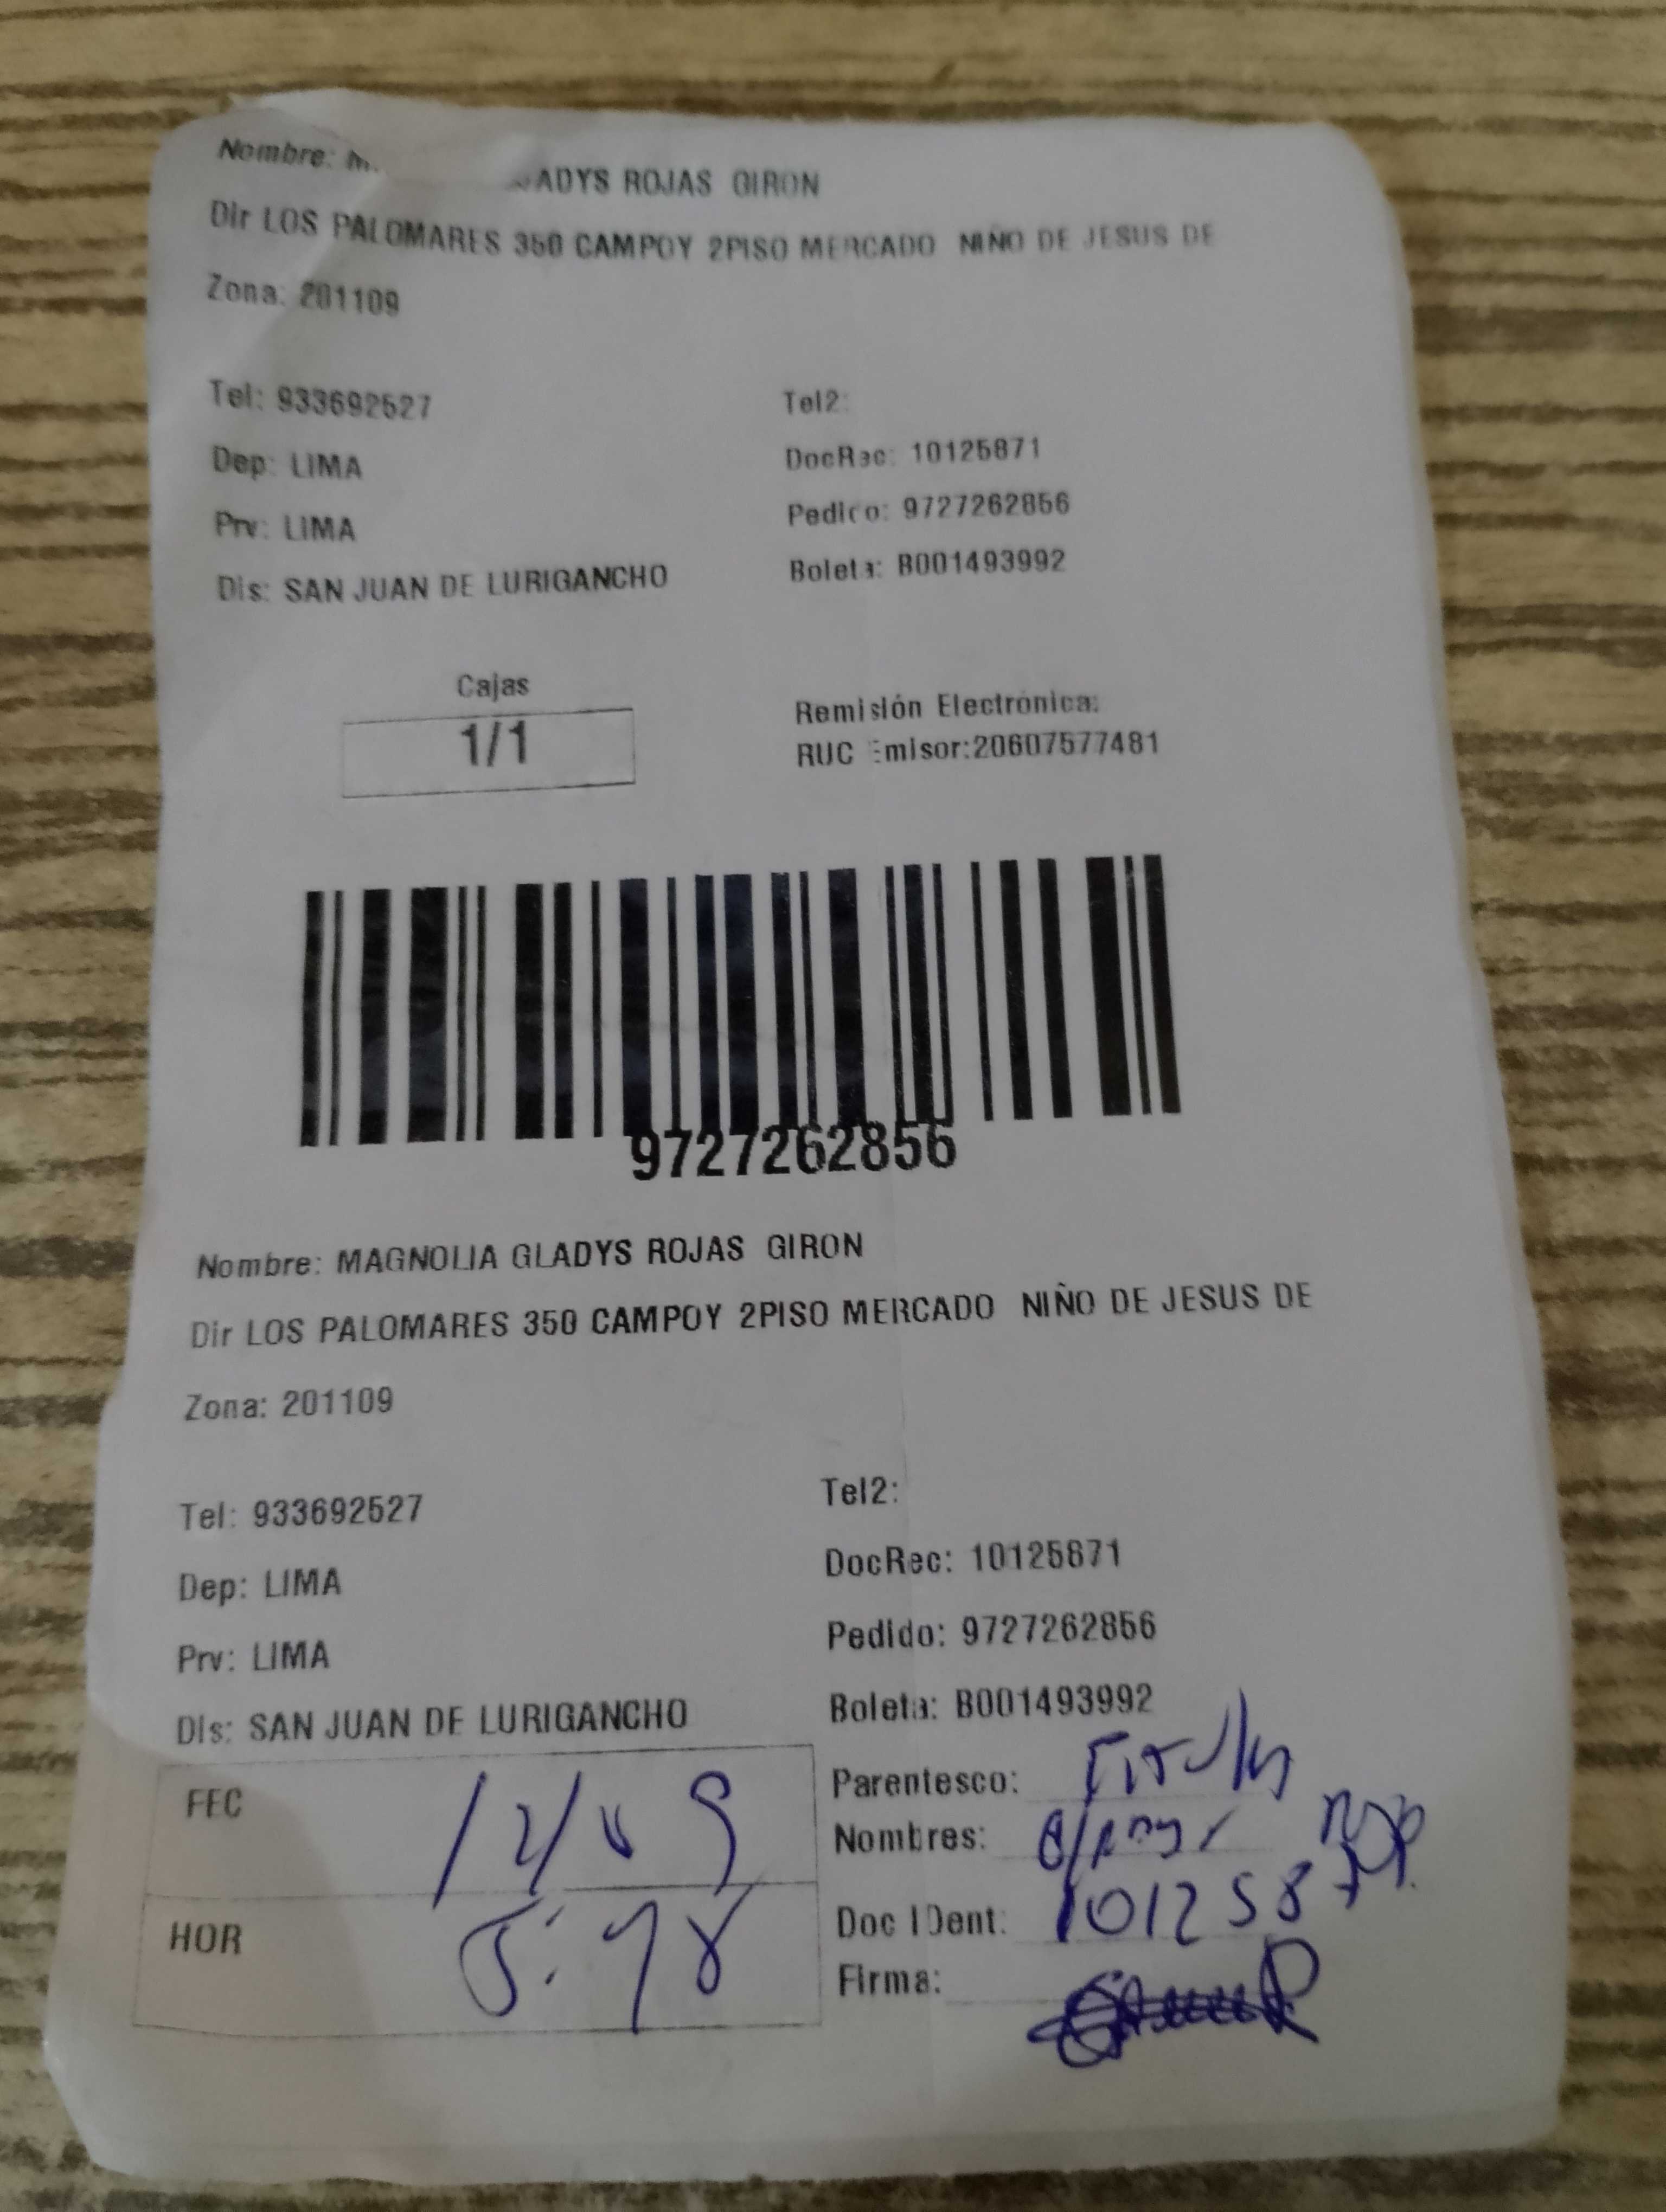 Nombre: M. ADYS ROJAS GIRON
Dir LOS PALOMARES 350 CAMPOY 2PISO MERCADO NIÑO DE JESUS DE
Zona: 201109
Tel: 933692527
Tel2:
Dep: LIMA
DocRec: 10125871
Prv: LIMA
Pedido: 9727262856
Dis: SAN JUAN DE LURIGANCHO
Boleta: B001493992
Cajas
1/1
Remisión Electrónica:
RUC Emisor:20607577481
9727262856
Nombre: MAGNOLIA GLADYS ROJAS GIRON
Dir LOS PALOMARES 350 CAMPOY 2PISO MERCADO NIÑO DE JESUS DE
Zona: 201109
Tel: 933692527
Tel2:
Dep: LIMA
DocRec: 10125871
Prv: LIMA
Pedido: 9727262856
Dis: SAN JUAN DE LURIGANCHO
Boleta: B001493992
FEC
Parentesco: Titular
Nombres:
HOR
Doc IDent: 10125871
Firma: